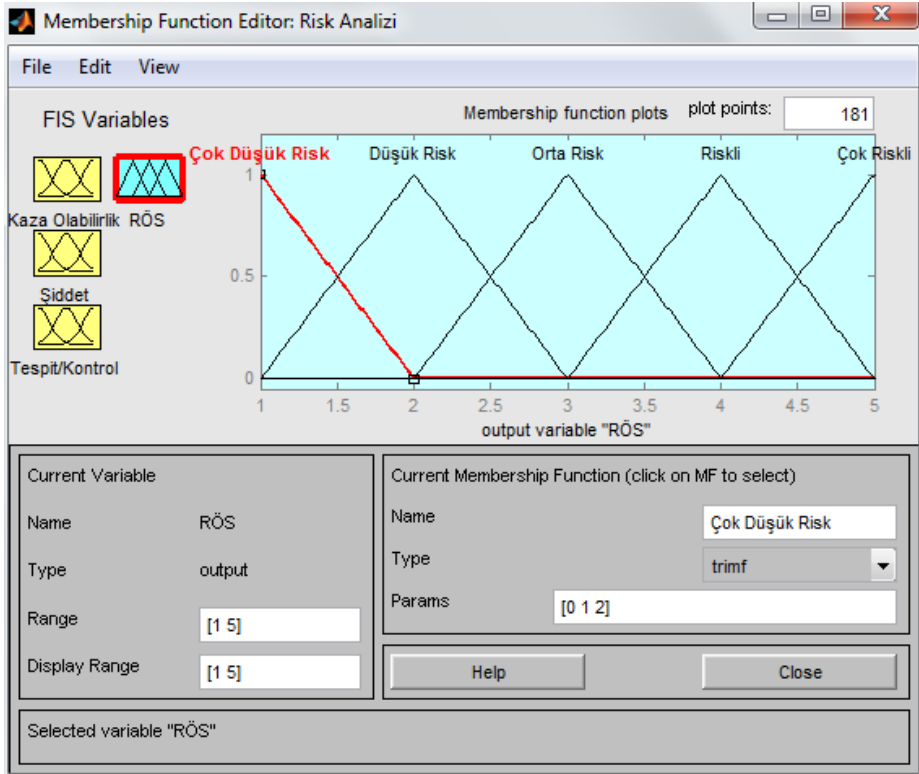 Membership Function Editor: Risk Analizi
File Edit View
FIS Variables
Membership function plots plot points: 181
Kaza Olabilirlik RÖS
Şiddet
Tespit/Kontrol
Çok Düşük Risk Düşük Risk Orta Risk Riskli Çok Riskli
1
0.5
0
1 1.5 2 2.5 3 3.5 4 4.5 5
output variable "RÖS"
Current Variable
Name RÖS
Type output
Range [1 5]
Display Range [1 5]
Current Membership Function (click on MF to select)
Name Çok Düşük Risk
Type trimf
Params [0 1 2]
Help Close
Selected variable "RÖS"